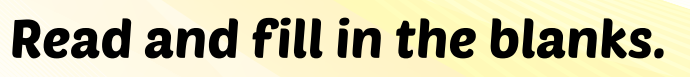 Read and fill in the blanks.